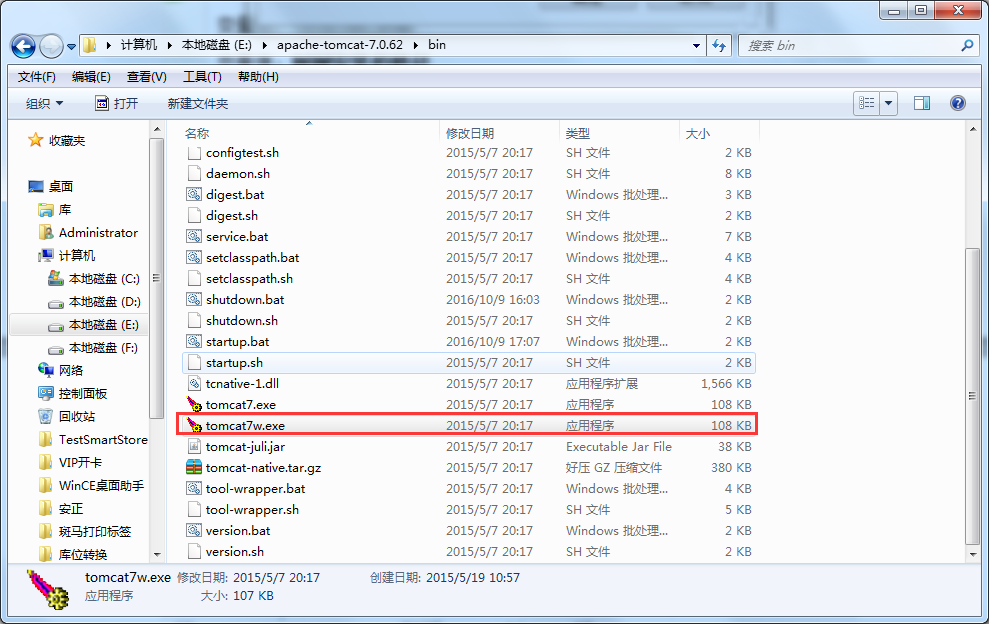 计算机 本地磁盘 (E:) apache-tomcat-7.0.62 bin 搜索 bin
文件(F) 编辑(E) 查看(V) 工具(T) 帮助(H)
组织 打开 新建文件夹
收藏夹
桌面
库
Administrator
计算机
本地磁盘 (C:)
本地磁盘 (D:)
本地磁盘 (E:)
本地磁盘 (F:)
网络
控制面板
回收站
TestSmartStore
VIP开卡
WinCE桌面助手
安正
斑马打印标签
库位转换
名称 修改日期 类型 大小
configtest.sh 2015/5/7 20:17 SH 文件 2 KB
daemon.sh 2015/5/7 20:17 SH 文件 8 KB
digest.bat 2015/5/7 20:17 Windows 批处理... 3 KB
digest.sh 2015/5/7 20:17 SH 文件 2 KB
service.bat 2015/5/7 20:17 Windows 批处理... 7 KB
setclasspath.bat 2015/5/7 20:17 Windows 批处理... 4 KB
setclasspath.sh 2015/5/7 20:17 SH 文件 4 KB
shutdown.bat 2016/10/9 16:03 Windows 批处理... 2 KB
shutdown.sh 2015/5/7 20:17 SH 文件 2 KB
startup.bat 2016/10/9 17:07 Windows 批处理... 2 KB
startup.sh 2015/5/7 20:17 SH 文件 2 KB
tcnative-1.dll 2015/5/7 20:17 应用程序扩展 1,566 KB
tomcat7.exe 2015/5/7 20:17 应用程序 108 KB
tomcat7w.exe 2015/5/7 20:17 应用程序 108 KB
tomcat-juli.jar 2015/5/7 20:17 Executable Jar File 38 KB
tomcat-native.tar.gz 2015/5/7 20:17 好压 GZ 压缩文件 380 KB
tool-wrapper.bat 2015/5/7 20:17 Windows 批处理... 4 KB
tool-wrapper.sh 2015/5/7 20:17 SH 文件 5 KB
version.bat 2015/5/7 20:17 Windows 批处理... 2 KB
version.sh 2015/5/7 20:17 SH 文件 2 KB
tomcat7w.exe 修改日期: 2015/5/7 20:17 创建日期: 2015/5/19 10:57
应用程序 大小: 107 KB